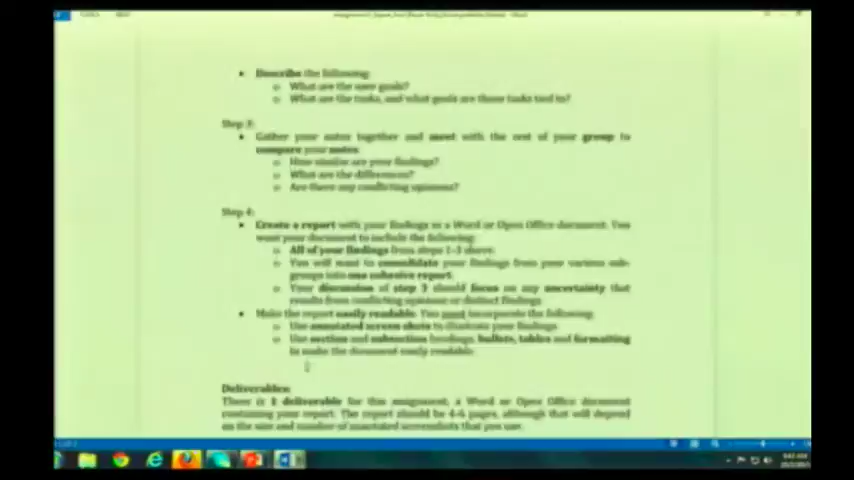 • Describe the following:
o What are the user goals?
o What are the tasks, and what goals are those tasks tied to?
Step 3:
• Gather your notes together and meet with the rest of your group to
compare your notes.
o How similar are your findings?
o What are the differences?
o Are there any conflicting opinions?
Step 4:
• Create a report with your findings in a Word or Open Office document. You
want your document to include the following:
o All of your findings from steps 1-3 above.
o You will want to consolidate your findings from your various sub-
groups into one cohesive report.
o Your discussion of step 3 should focus on any uncertainty that
results from conflicting opinions or distinct findings.
• Make the report easily readable. You must incorporate the following:
o Use annotated screen shots to illustrate your findings.
o Use section and subsection headings, bullets, tables and formatting
to make the document easily readable.
Deliverables:
There is 1 deliverable for this assignment, a Word or Open Office document
containing your report. The report should be 4-6 pages, although that will depend
on the size and number of annotated screenshots that you use.